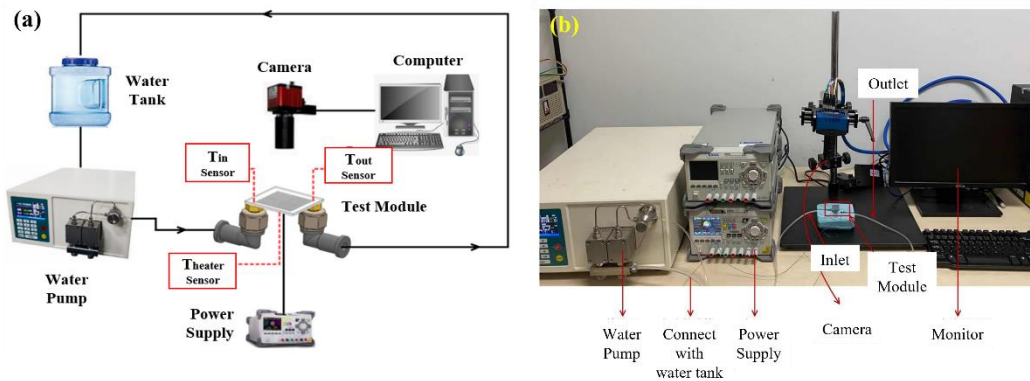 (a)
Water
Tank
Camera
Computer
Tin
Sensor
Tout
Sensor
Test Module
Theater
Sensor
Water
Pump
Power
Supply
(b)
Outlet
Inlet
Test
Module
Water
Pump
Connect
with
water tank
Power
Supply
Camera
Monitor